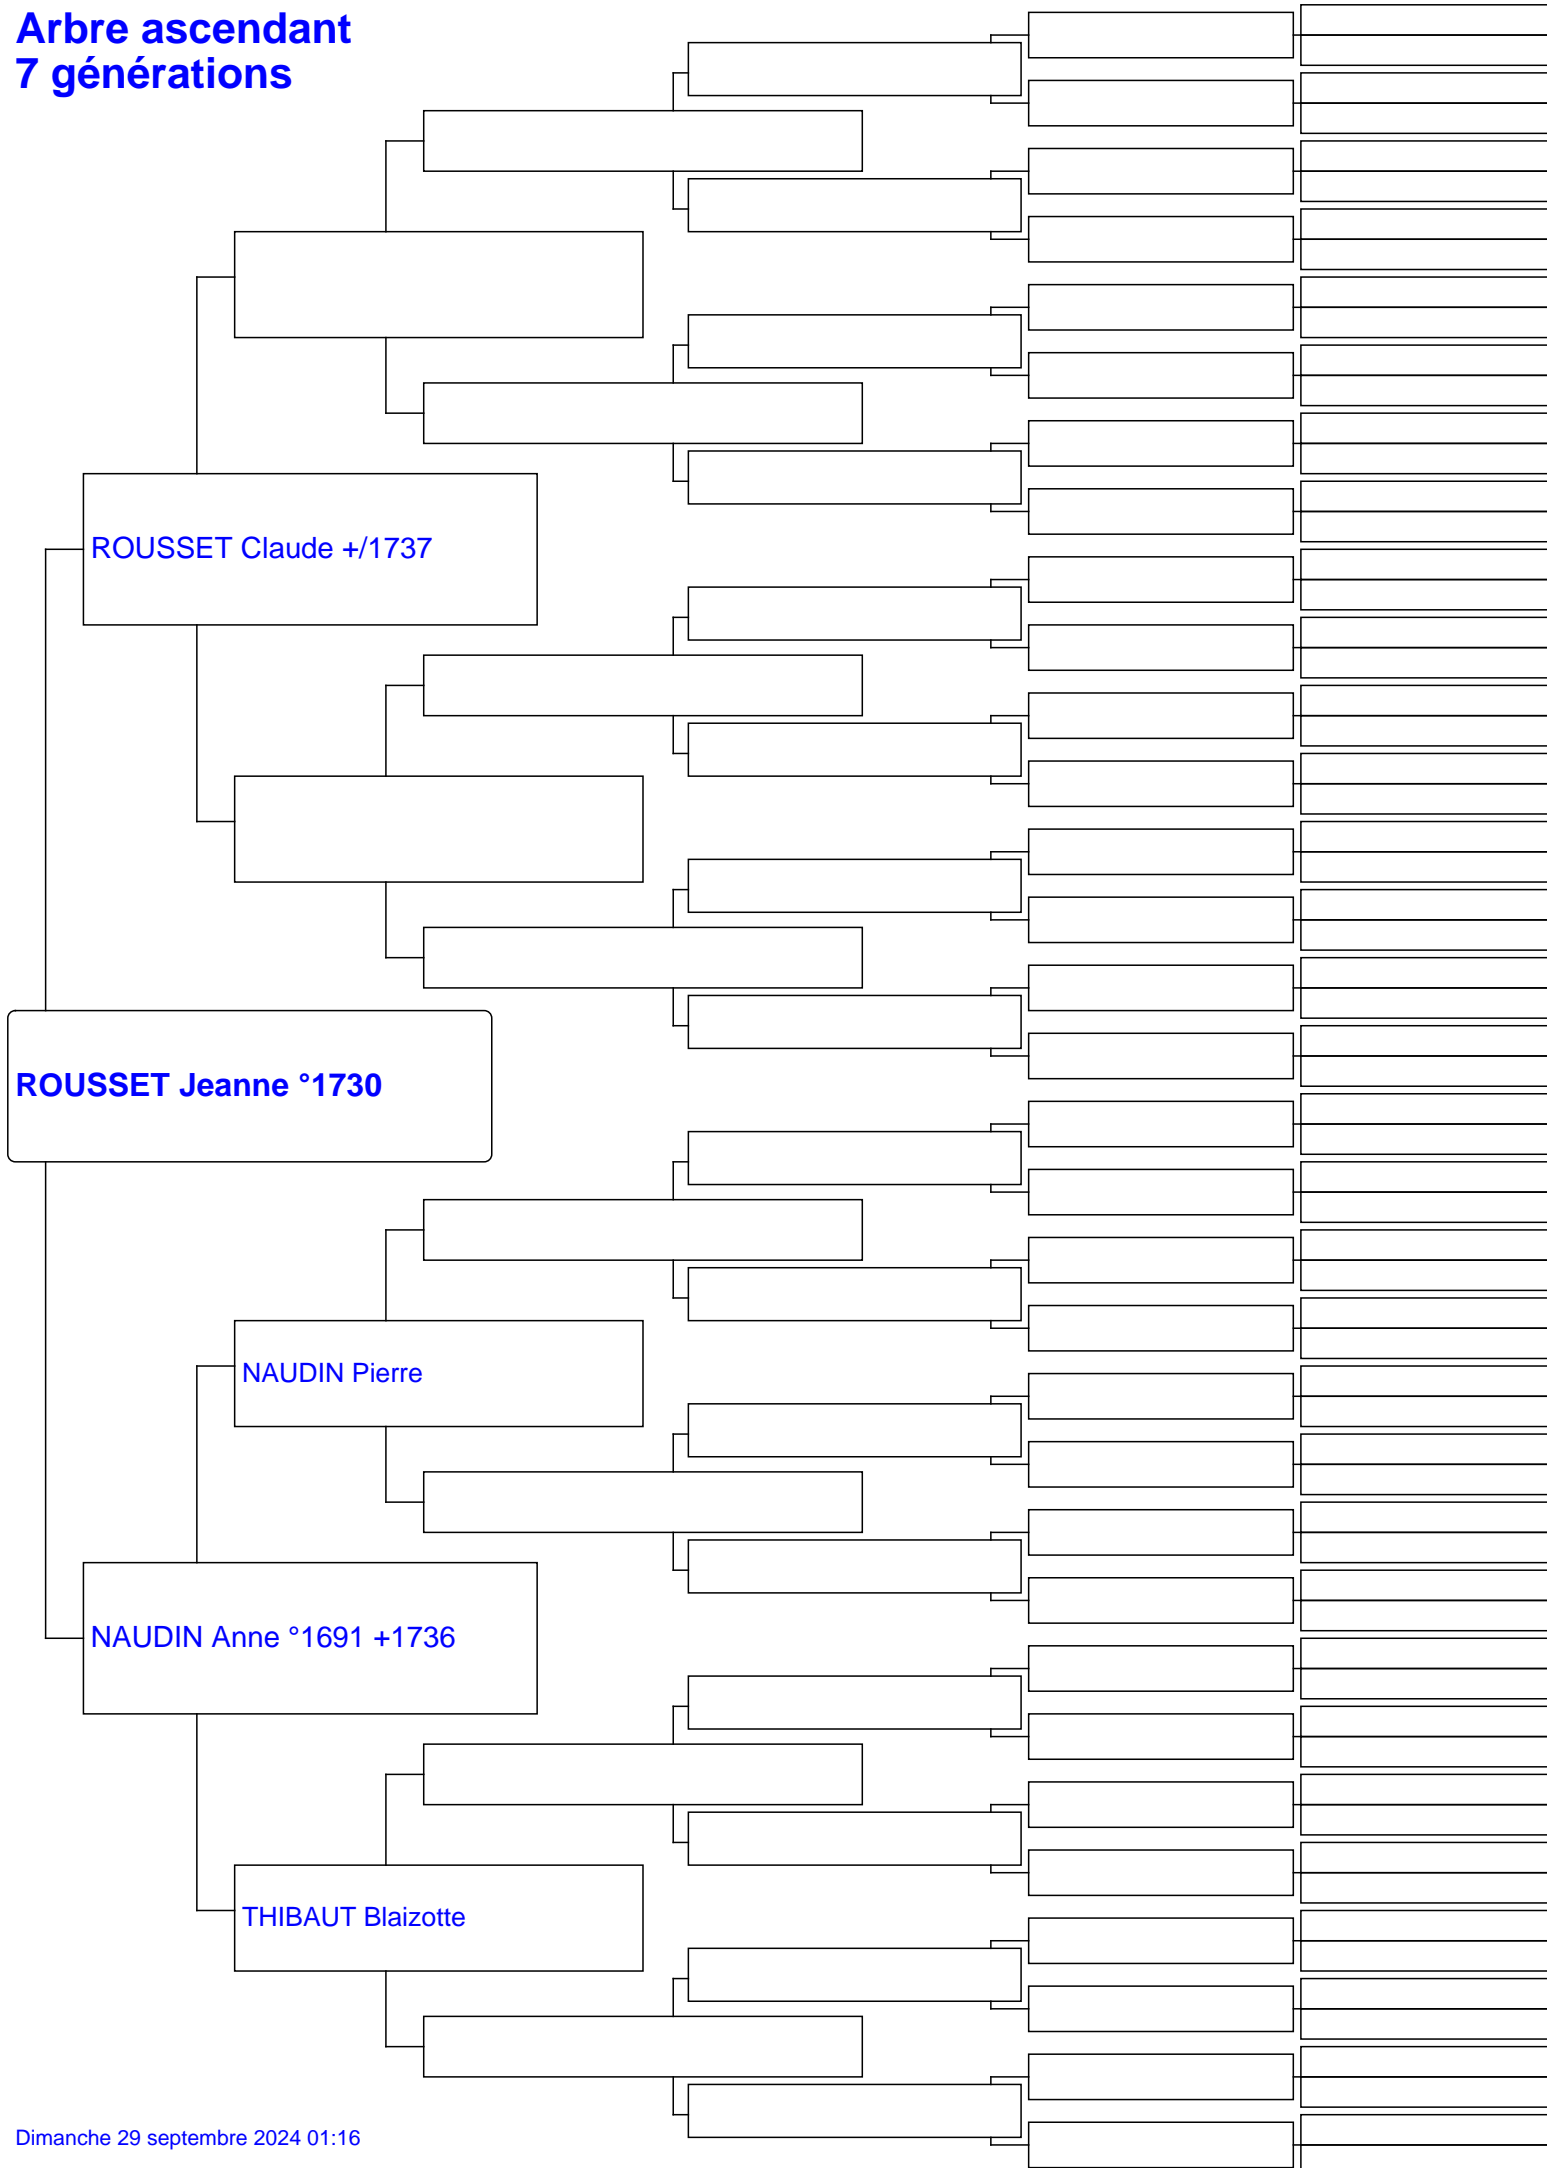 Arbre ascendant
7 générations
ROUSSET Claude +/1737
ROUSSET Jeanne °1730
NAUDIN Pierre
NAUDIN Anne °1691 +1736
THIBAUT Blaizotte
Dimanche 29 septembre 2024 01:16